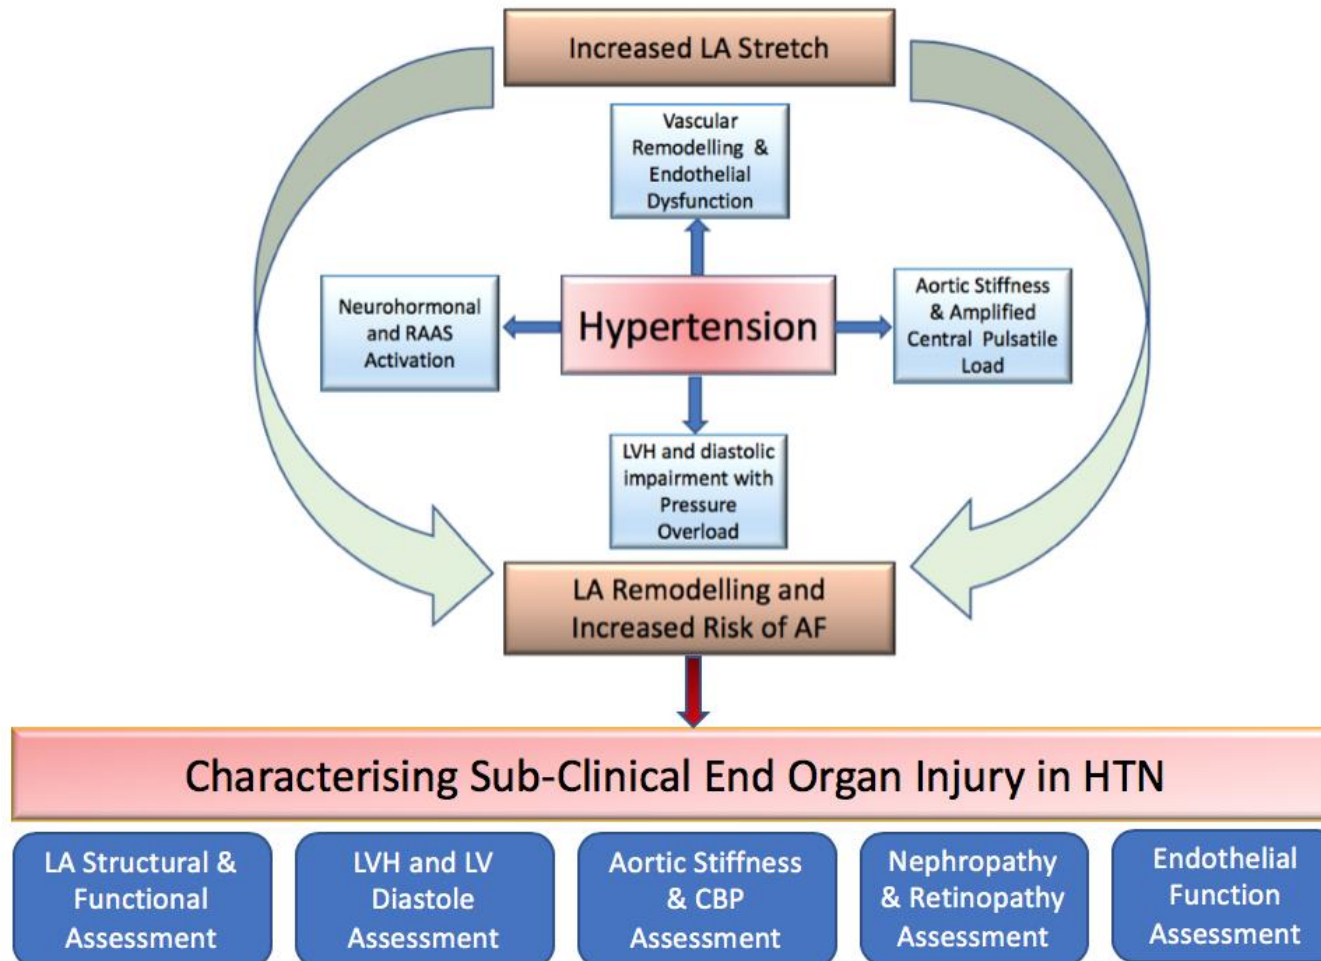 Increased LA Stretch
Vascular
Remodelling &
Endothelial
Dysfunction
Neurohormonal
and RAAS
Activation
Hypertension
Aortic Stiffness
& Amplified
Central Pulsatile
Load
LVH and diastolic
impairment with
Pressure
Overload
LA Remodelling and
Increased Risk of AF
Characterising Sub-Clinical End Organ Injury in HTN
LA Structural &
Functional
Assessment
LVH and LV
Diastole
Assessment
Aortic Stiffness
& CBP
Assessment
Nephropathy
& Retinopathy
Assessment
Endothelial
Function
Assessment